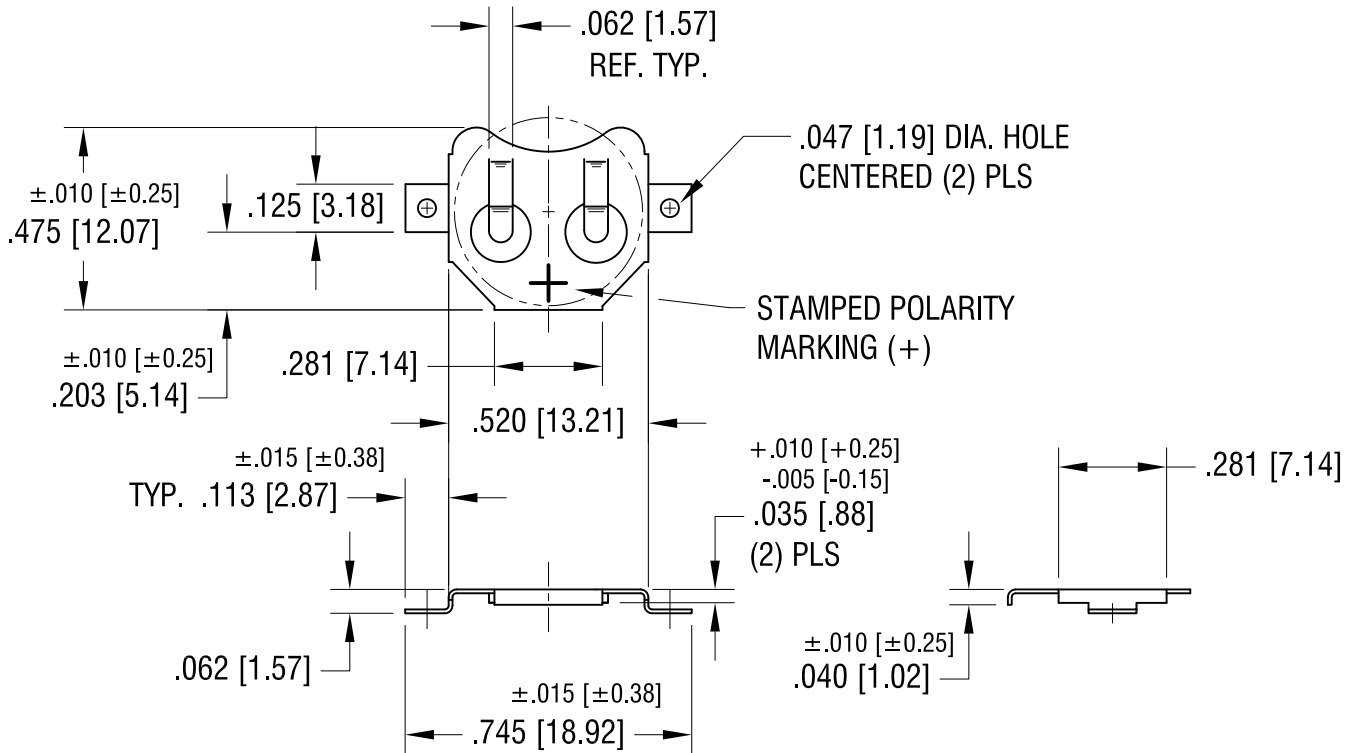 .062 [1.57]
REF. TYP.
.047 [1.19] DIA. HOLE
CENTERED (2) PLS
±.010 [±0.25]
.475 [12.07]
.125 [3.18]
STAMPED POLARITY
MARKING (+)
±.010 [±0.25]
.203 [5.14]
.281 [7.14]
.520 [13.21]
±.015 [±0.38]
TYP. .113 [2.87]
+.010 [+0.25]
-.005 [-0.15]
.035 [.88]
(2) PLS
.281 [7.14]
.062 [1.57]
±.010 [±0.25]
.040 [1.02]
±.015 [±0.38]
.745 [18.92]